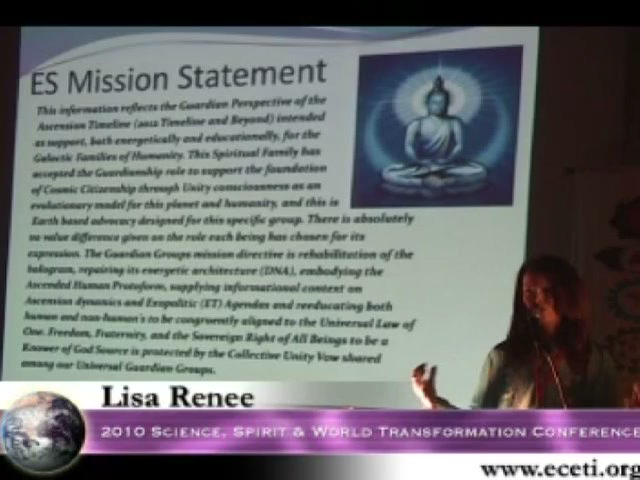 ES Mission Statement
This information reflects the Guardian Perspective of the
Ascension Timeline (2012 Timeline and Beyond) intended
as support, both energetically and educationally, for the
Galactic Families of Humanity. This Spiritual Family has
accepted the Guardianship role to support the foundation
of Cosmic Citizenship through Unity consciousness as an
evolutionary model for this planet and humanity, and this is
Earth based advocacy designed for this specific group. There is absolutely
no value difference given on the role each being has chosen for its
expression. The Guardian Groups mission directive is rehabilitation of the
hologram, repairing its energetic architecture (DNA), embodying the
Ascended Human Protoform, supplying informational context on
Ascension dynamics and Exopolitic (ET) Agendas and reeducating both
human and non-human's to be congruently aligned to the Universal Law of
One. Freedom, Fraternity, and the Sovereign Right of All Beings to be a
Knower of God Source is protected by the Collective Unity Vow shared
among our Universal Guardian Groups.
Lisa Renee
2010 Science, Spirit & World Transformation Conference
www.eceti.org